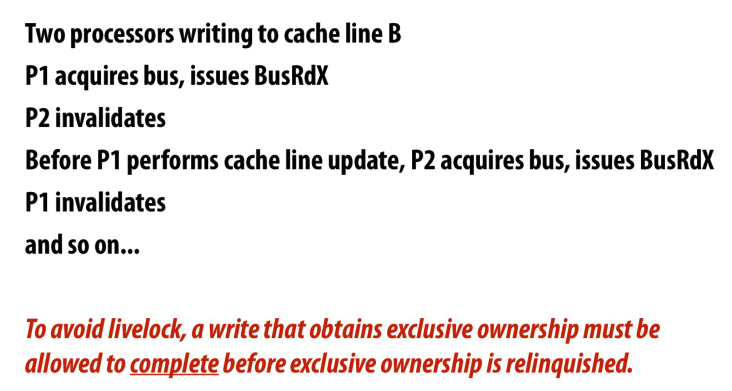 Two processors writing to cache line B
P1 acquires bus, issues BusRdX
P2 invalidates
Before P1 performs cache line update, P2 acquires bus, issues BusRdX
P1 invalidates
and so on...
To avoid livelock, a write that obtains exclusive ownership must be
allowed to complete before exclusive ownership is relinquished.